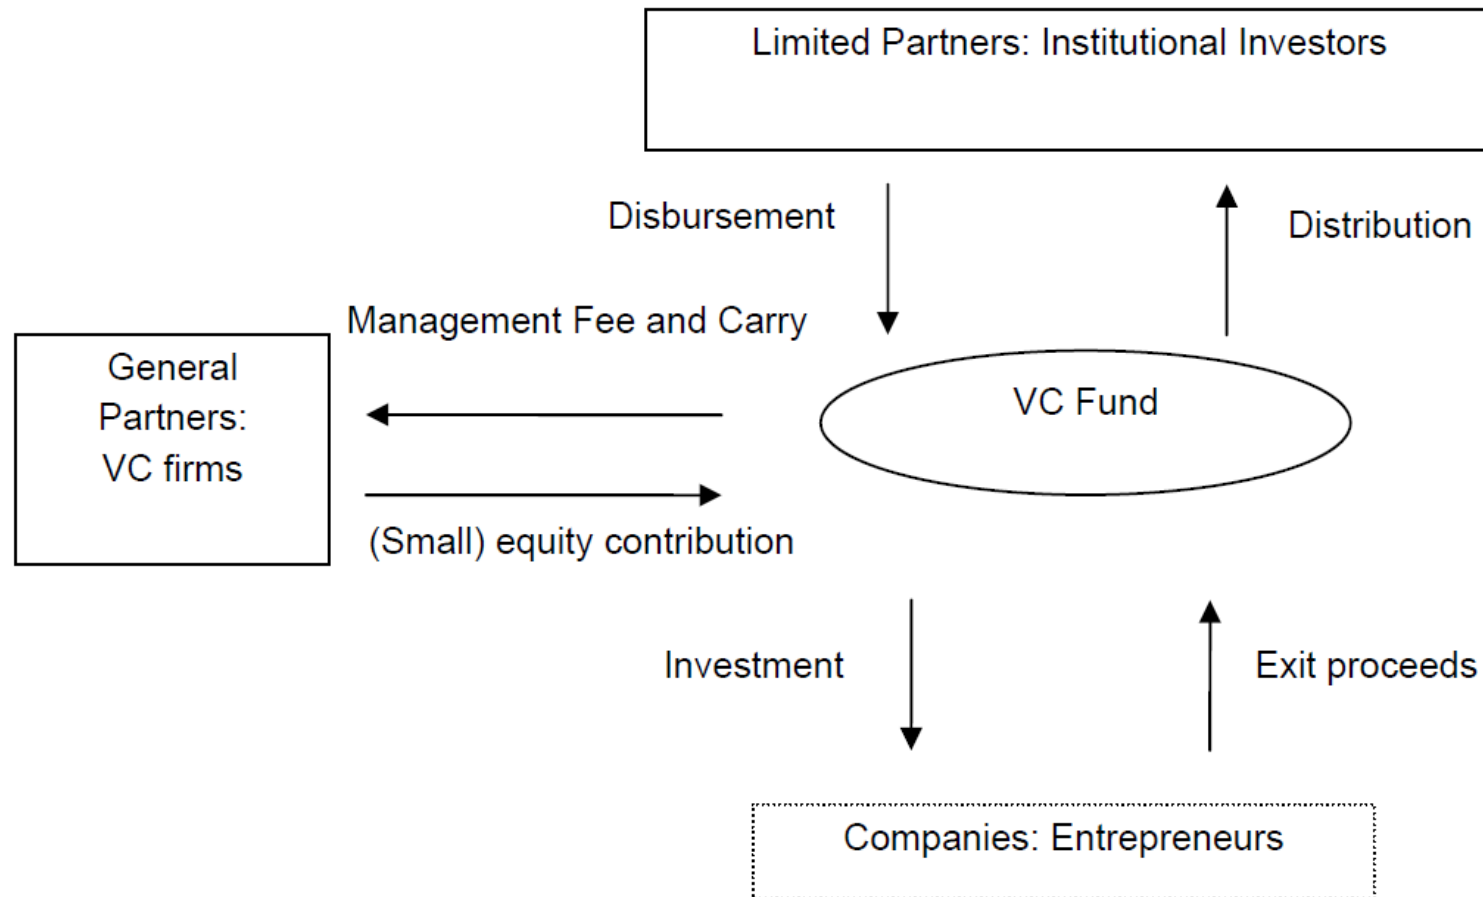 Limited Partners: Institutional Investors
Disbursement
Distribution
Management Fee and Carry
General
Partners:
VC firms
VC Fund
(Small) equity contribution
Investment
Exit proceeds
Companies: Entrepreneurs